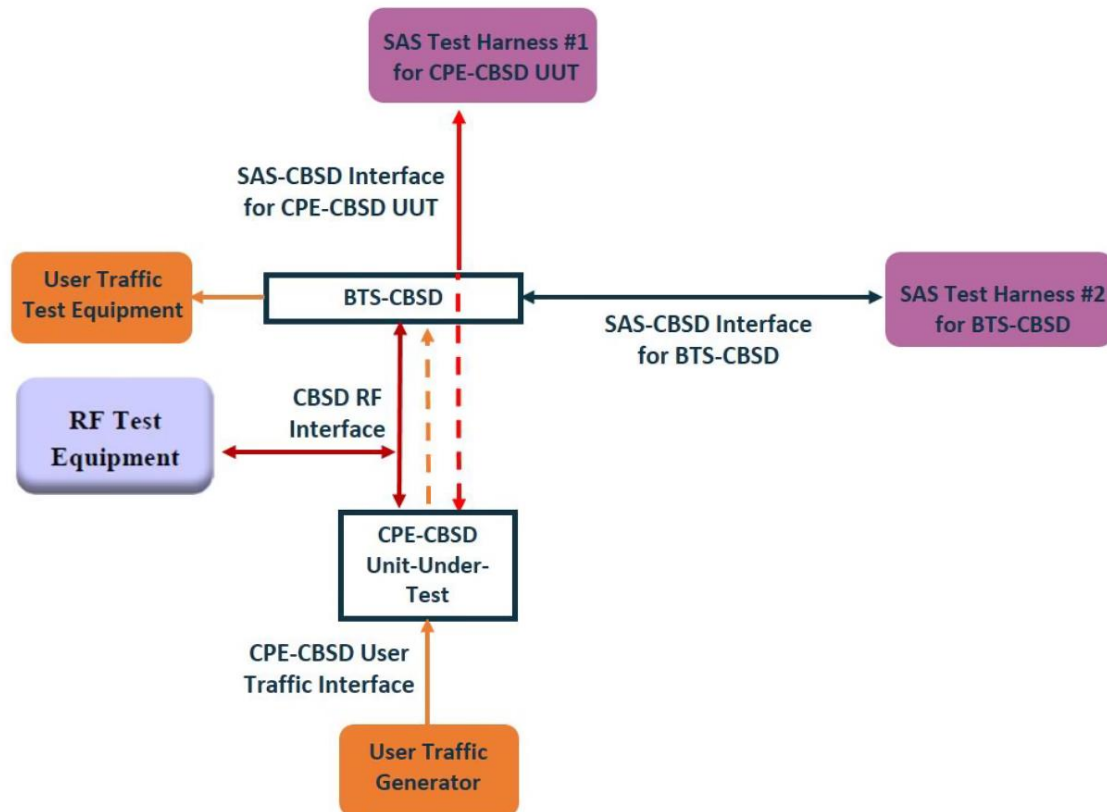 SAS Test Harness #1
for CPE-CBSD UUT
SAS-CBSD Interface
for CPE-CBSD UUT
User Traffic
Test Equipment
BTS-CBSD
SAS Test Harness #2
for BTS-CBSD
SAS-CBSD Interface
for BTS-CBSD
CBSD RF
Interface
RF Test
Equipment
CPE-CBSD
Unit-Under-
Test
CPE-CBSD User
Traffic Interface
User Traffic
Generator